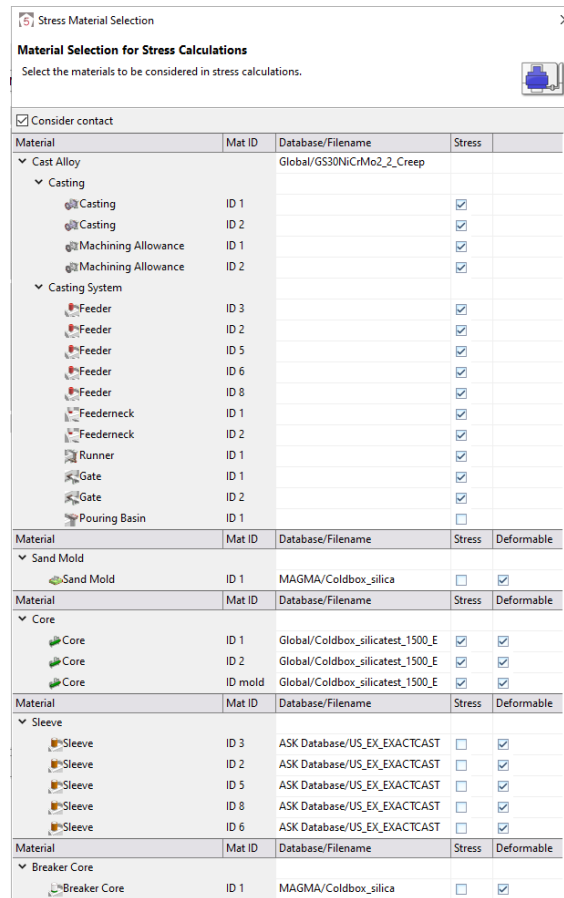 5 Stress Material Selection
Material Selection for Stress Calculations
Select the materials to be considered in stress calculations.
Consider contact
Material Mat ID Database/Filename Stress
Cast Alloy Global/GS30NiCrMo2_2_Creep
Casting
Casting ID 1
Casting ID 2
Machining Allowance ID 1
Machining Allowance ID 2
Casting System
Feeder ID 3
Feeder ID 2
Feeder ID 5
Feeder ID 6
Feeder ID 8
Feederneck ID 1
Feederneck ID 2
Runner ID 1
Gate ID 1
Gate ID 2
Pouring Basin ID 1
Material Mat ID Database/Filename Stress Deformable
Sand Mold
Sand Mold ID 1 MAGMA/Coldbox_silica
Material Mat ID Database/Filename Stress Deformable
Core
Core ID 1 Global/Coldbox_silicatest_1500_E
Core ID 2 Global/Coldbox_silicatest_1500_E
Core ID mold Global/Coldbox_silicatest_1500_E
Material Mat ID Database/Filename Stress Deformable
Sleeve
Sleeve ID 3 ASK Database/US_EX_EXACTCAST
Sleeve ID 2 ASK Database/US_EX_EXACTCAST
Sleeve ID 5 ASK Database/US_EX_EXACTCAST
Sleeve ID 8 ASK Database/US_EX_EXACTCAST
Sleeve ID 6 ASK Database/US_EX_EXACTCAST
Material Mat ID Database/Filename Stress Deformable
Breaker Core
Breaker Core ID 1 MAGMA/Coldbox_silica